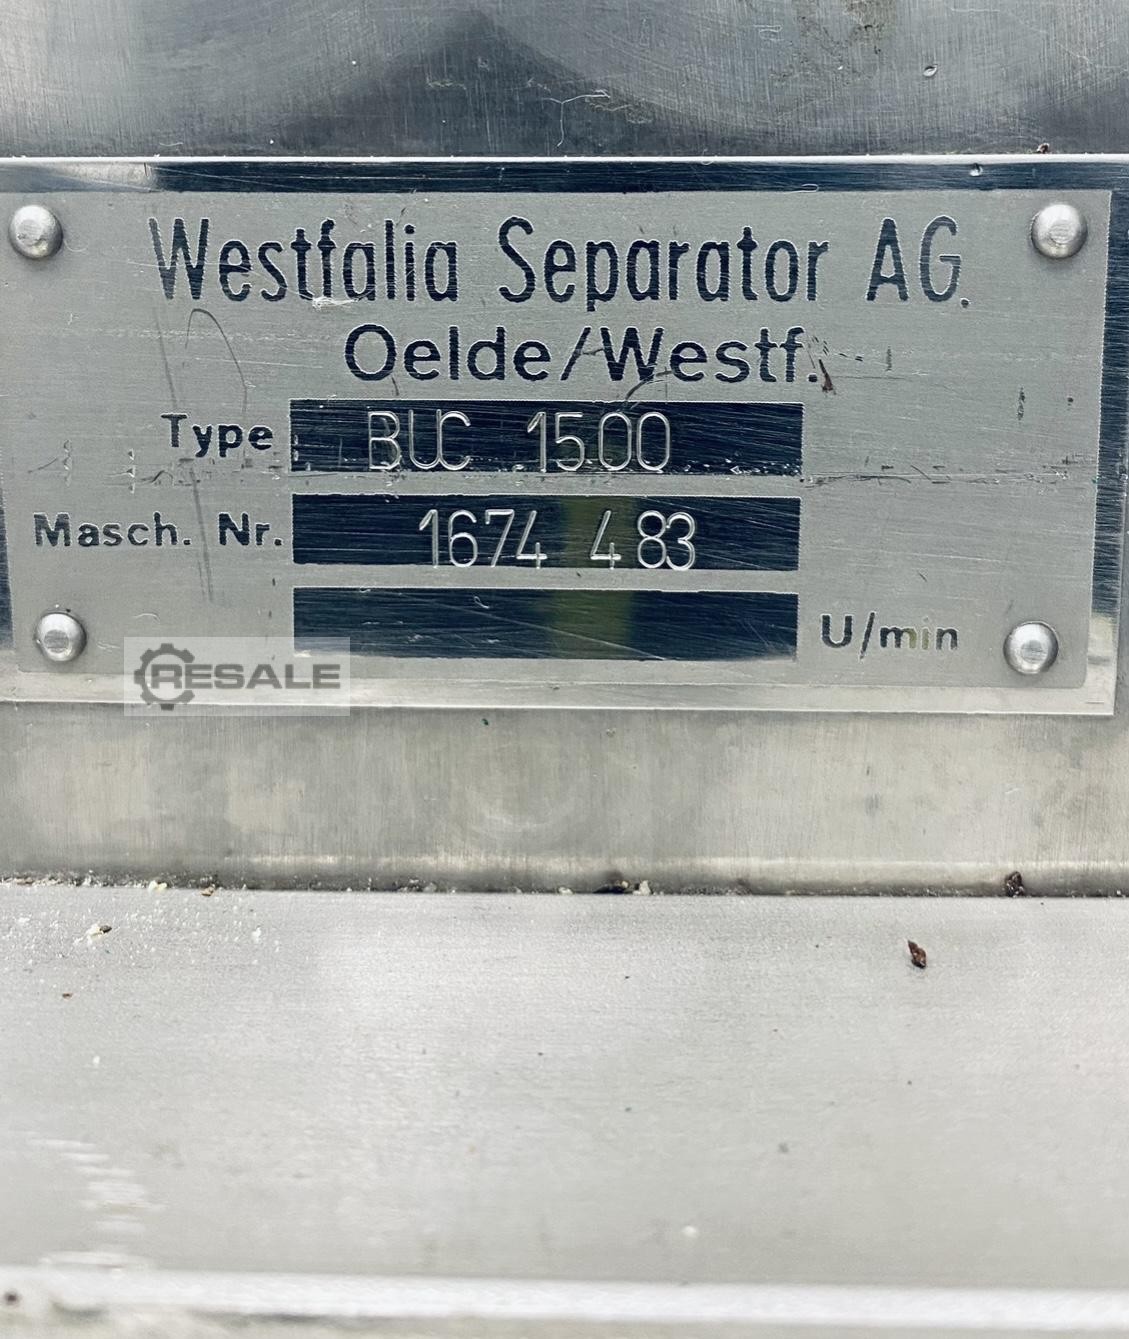 Westfalia Separator AG.
Oelde/Westf.
Type BUC 1500
Masch. Nr. 1674 483
U/min
RESALE